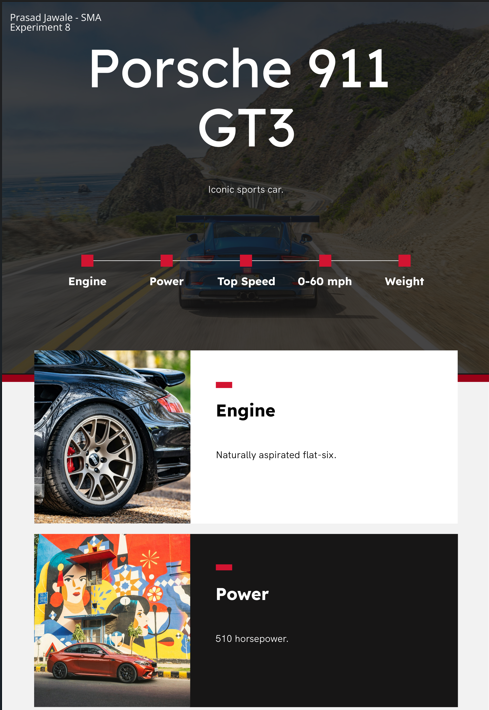 Prasad Jawale - SMA
Experiment 8
Porsche 911
GT3
Iconic sports car.
Engine Power Top Speed 0-60 mph Weight
Engine
Naturally aspirated flat-six.
Power
510 horsepower.